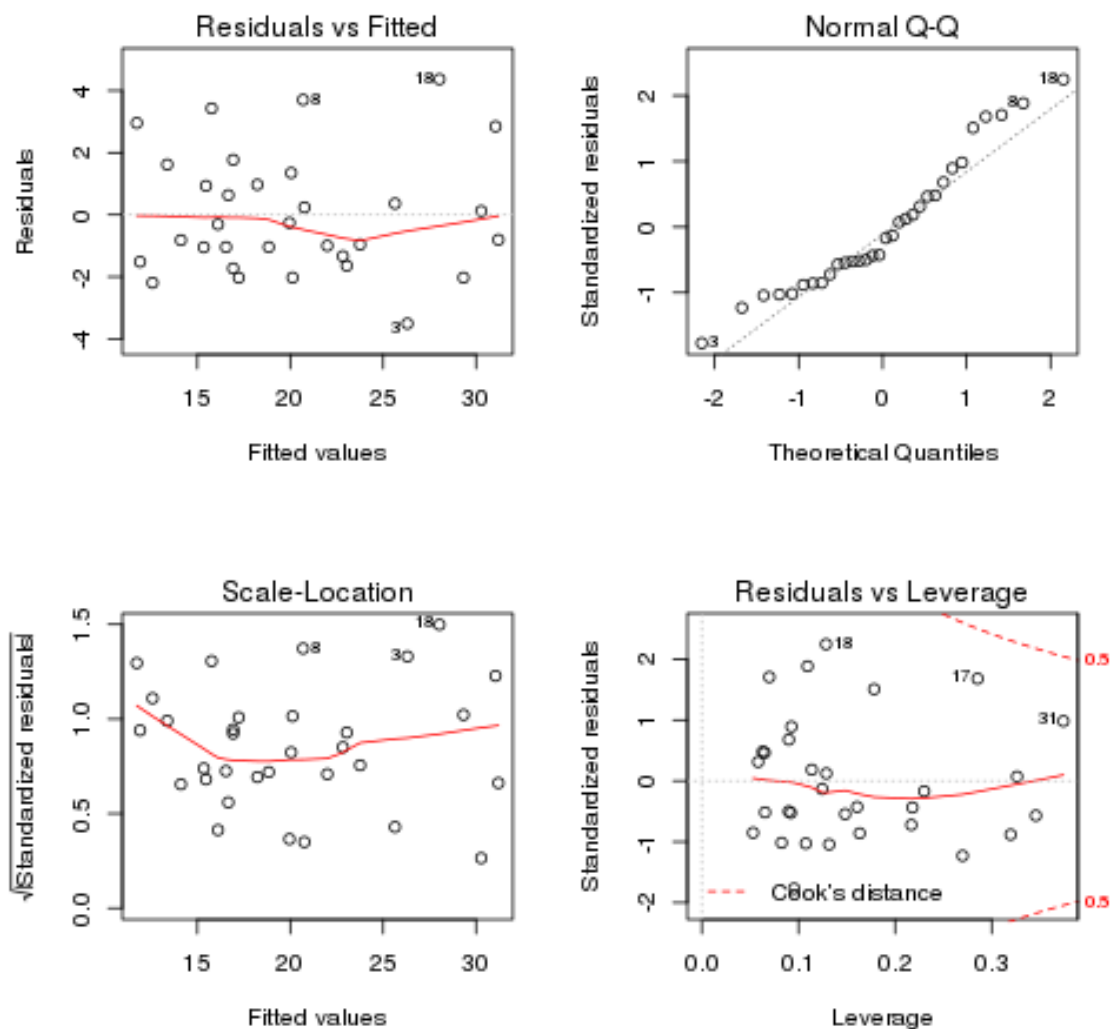 Residuals vs Fitted
Residuals
4
2
0
-2
-4
18
8
3
15 20 25 30
Fitted values
Normal Q-Q
Standardized residuals
2
1
0
-1
18
8
3
-2 -1 0 1 2
Theoretical Quantiles
Scale-Location
√|Standardized residuals|
1.5
1.0
0.5
0.0
18
8
3
15 20 25 30
Fitted values
Residuals vs Leverage
Standardized residuals
2
1
0
-1
-2
18
17
31
0.5
0.5
Cook's distance
0.0 0.1 0.2 0.3
Leverage